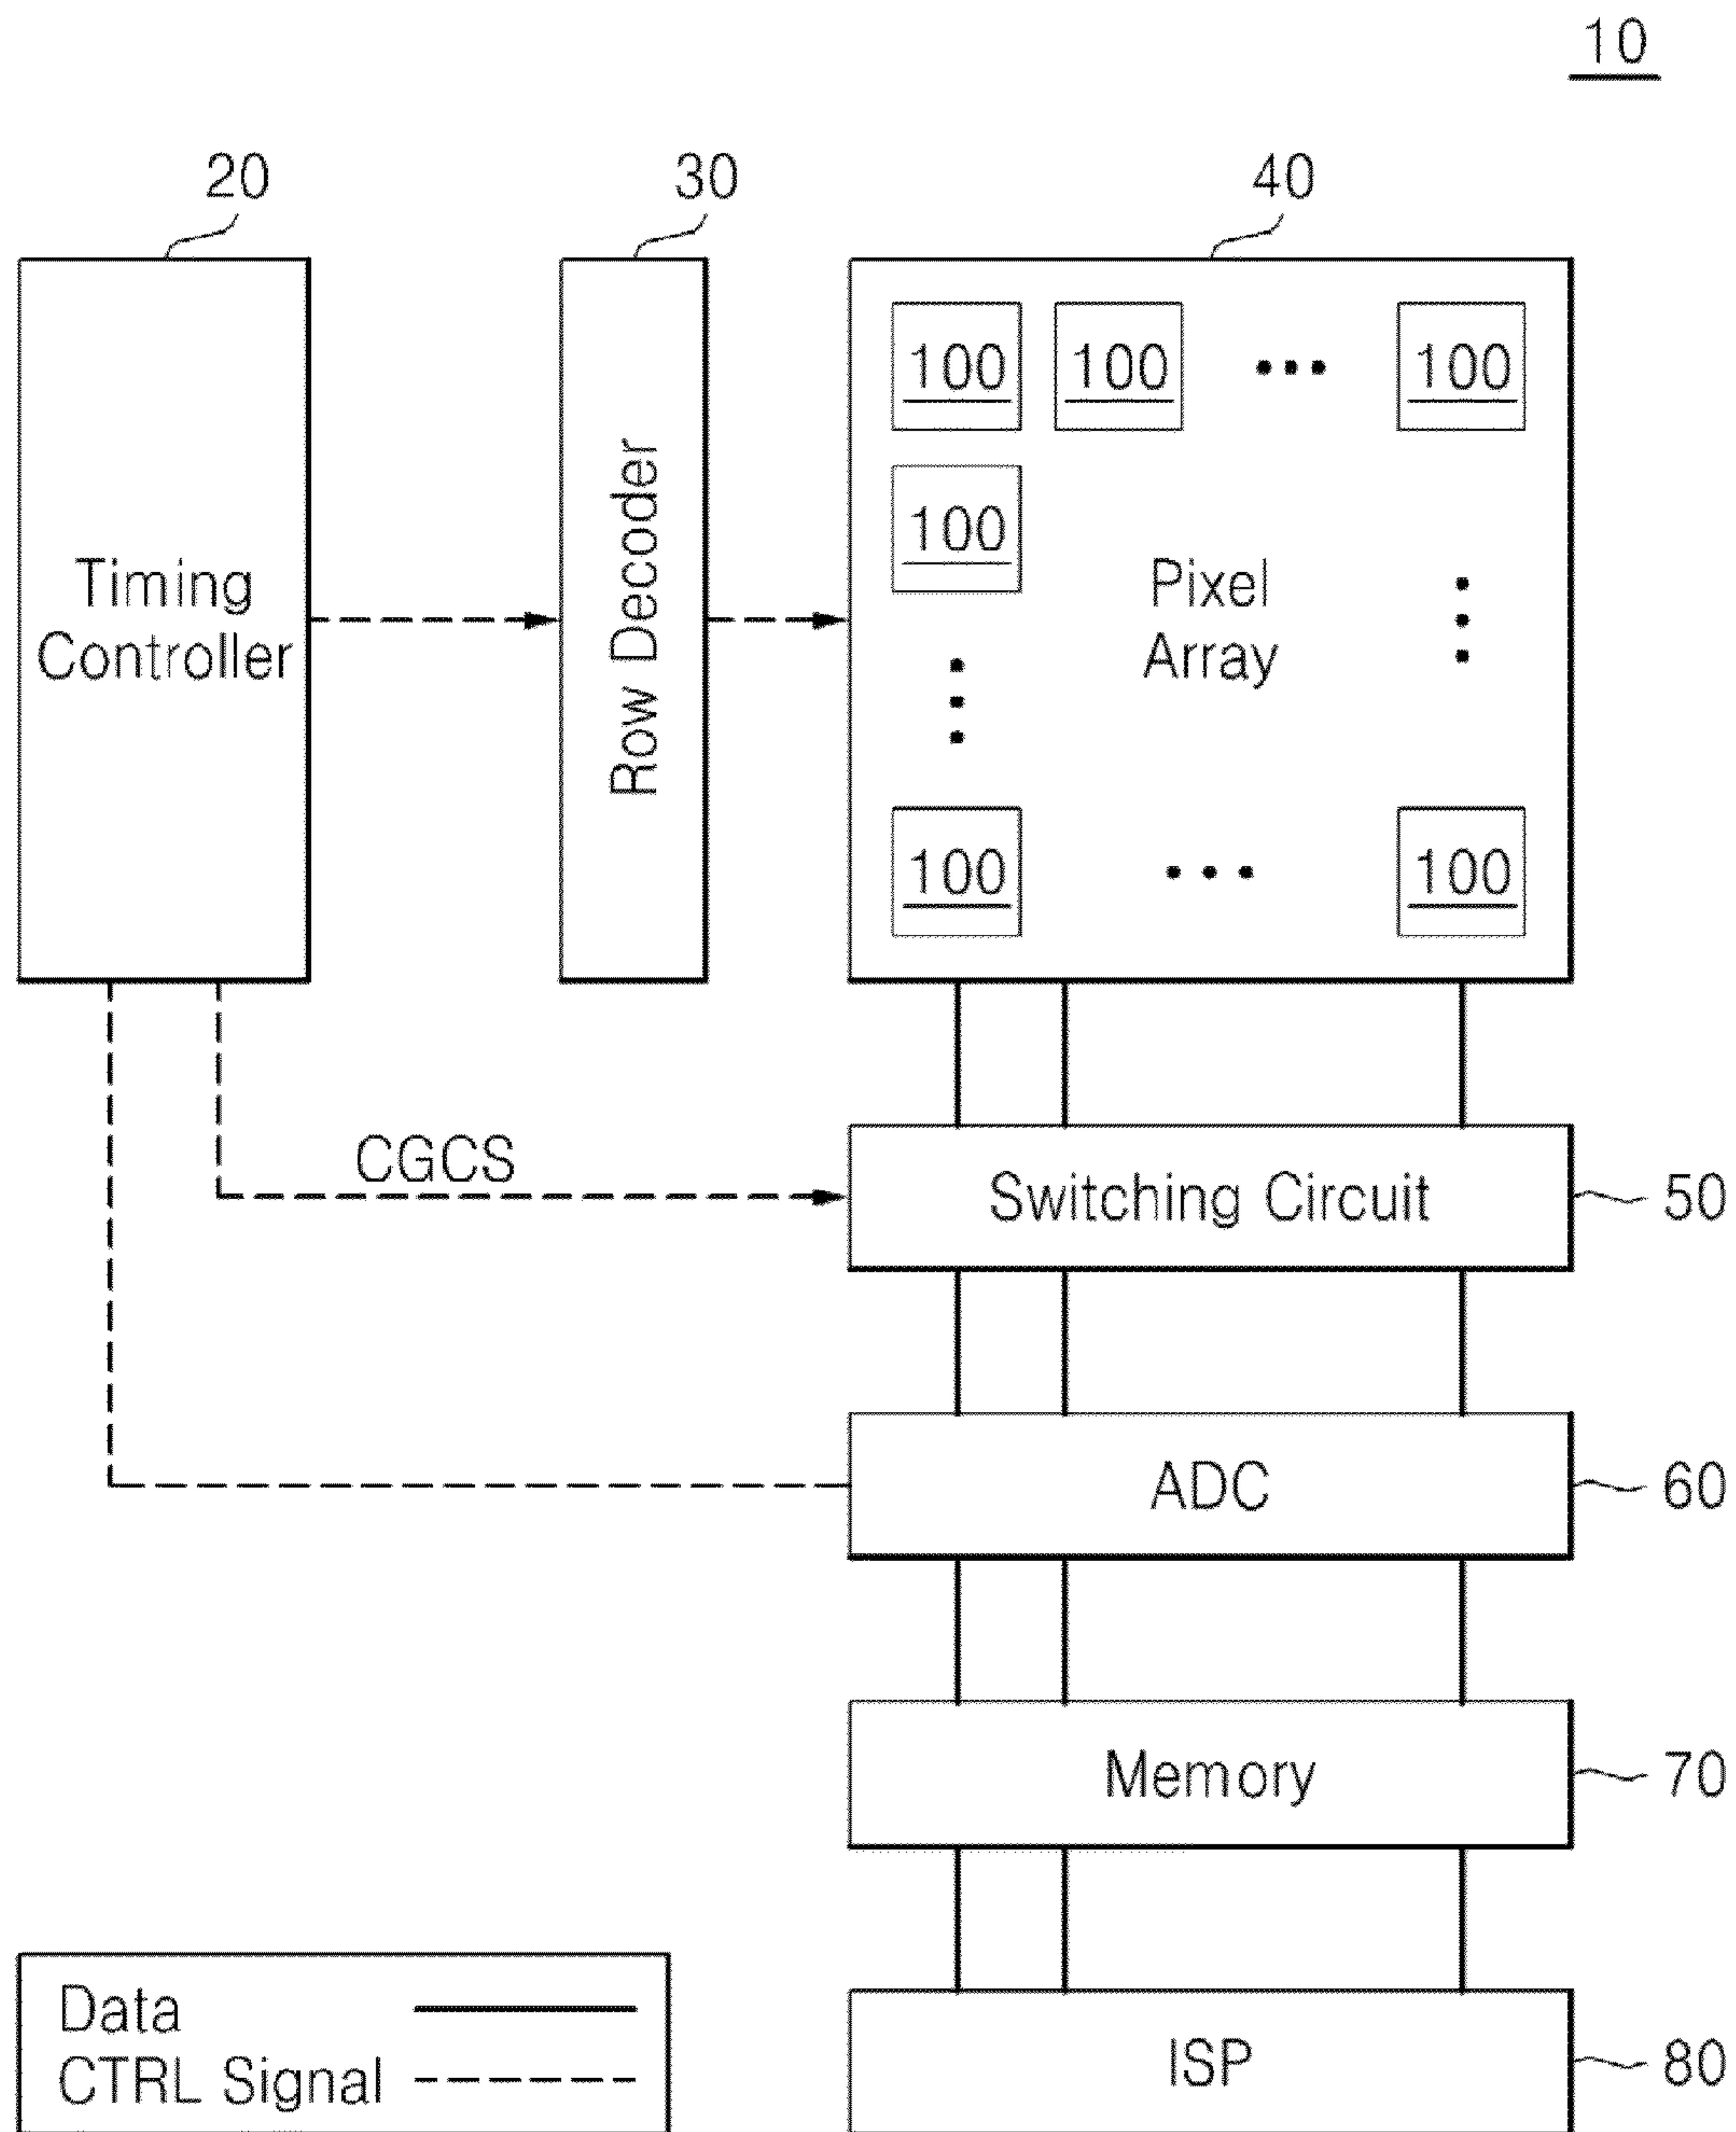 10
20
30
40
100 100 100
100
Timing
Controller
Row Decoder
Pixel
Array
100 100
CGCS
Switching Circuit
50
ADC
60
Memory
70
Data
CTRL Signal
ISP
80